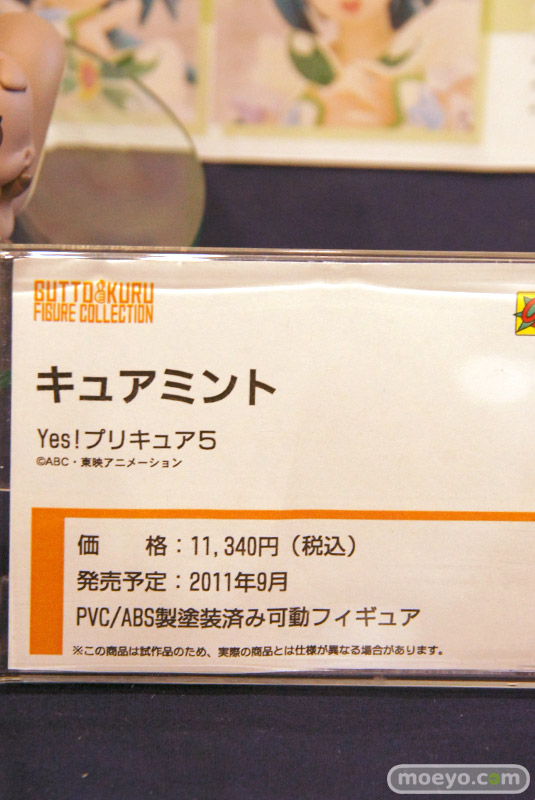 GUTTO KURU
FIGURE COLLECTION
キュアミント
Yes!プリキュア5
©ABC・東映アニメーション
価　格：11,340円（税込）
発売予定：2011年9月
PVC/ABS製塗装済み可動フィギュア
※この商品は試作品のため、実際の商品とは仕様が異なる場合があります。
moeyo.com